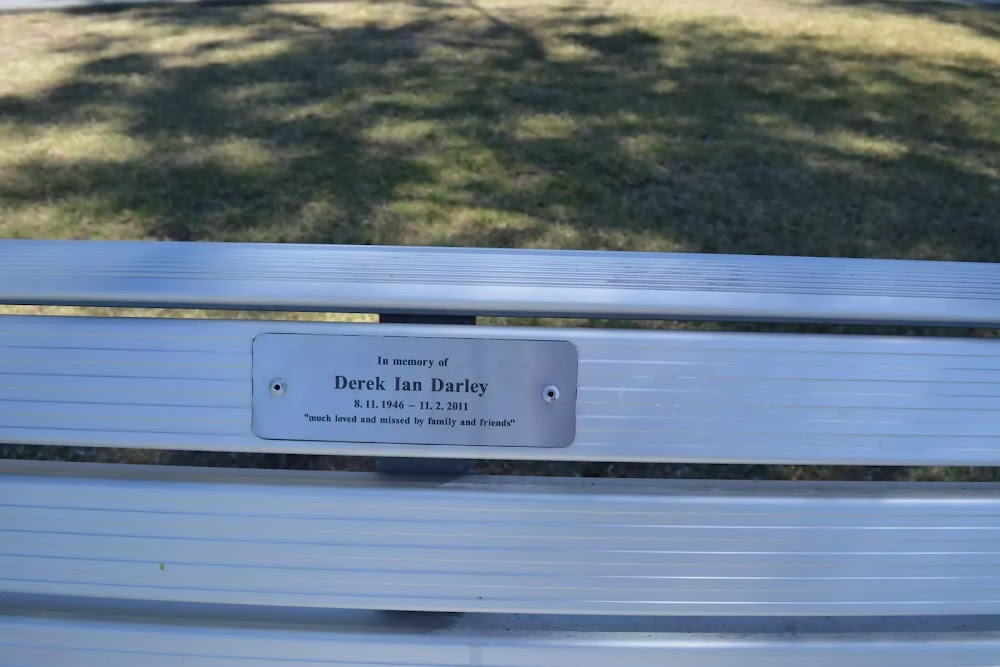 In memory of
Derek Ian Darley
8. 11. 1946 ~ 11. 2. 2011
"much loved and missed by family and friends"